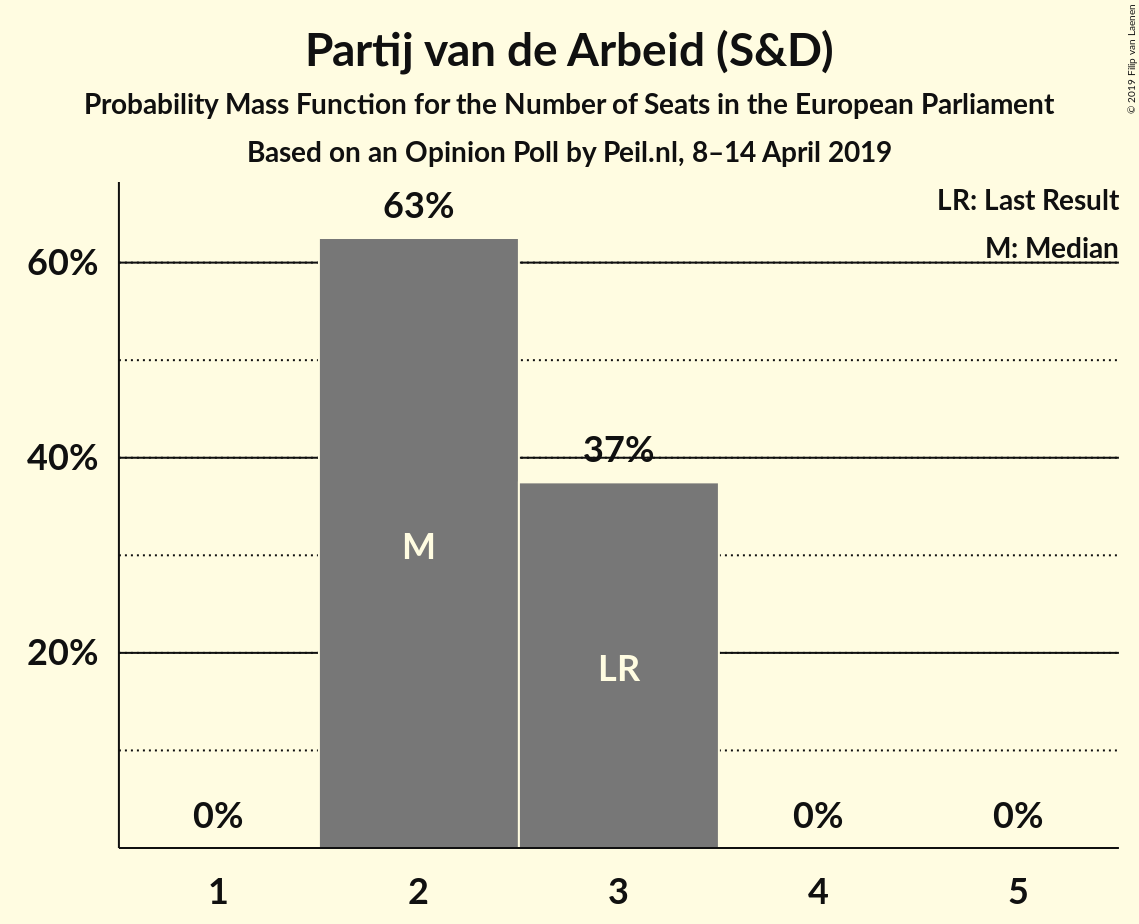 Partij van de Arbeid (S&D)
Probability Mass Function for the Number of Seats in the European Parliament
Based on an Opinion Poll by Peil.nl, 8–14 April 2019
© 2019 Filip van Laenen
LR: Last Result
M: Median
63%
60%
37%
40%
M
20%
LR
0%
0%
0%
1
2
3
4
5